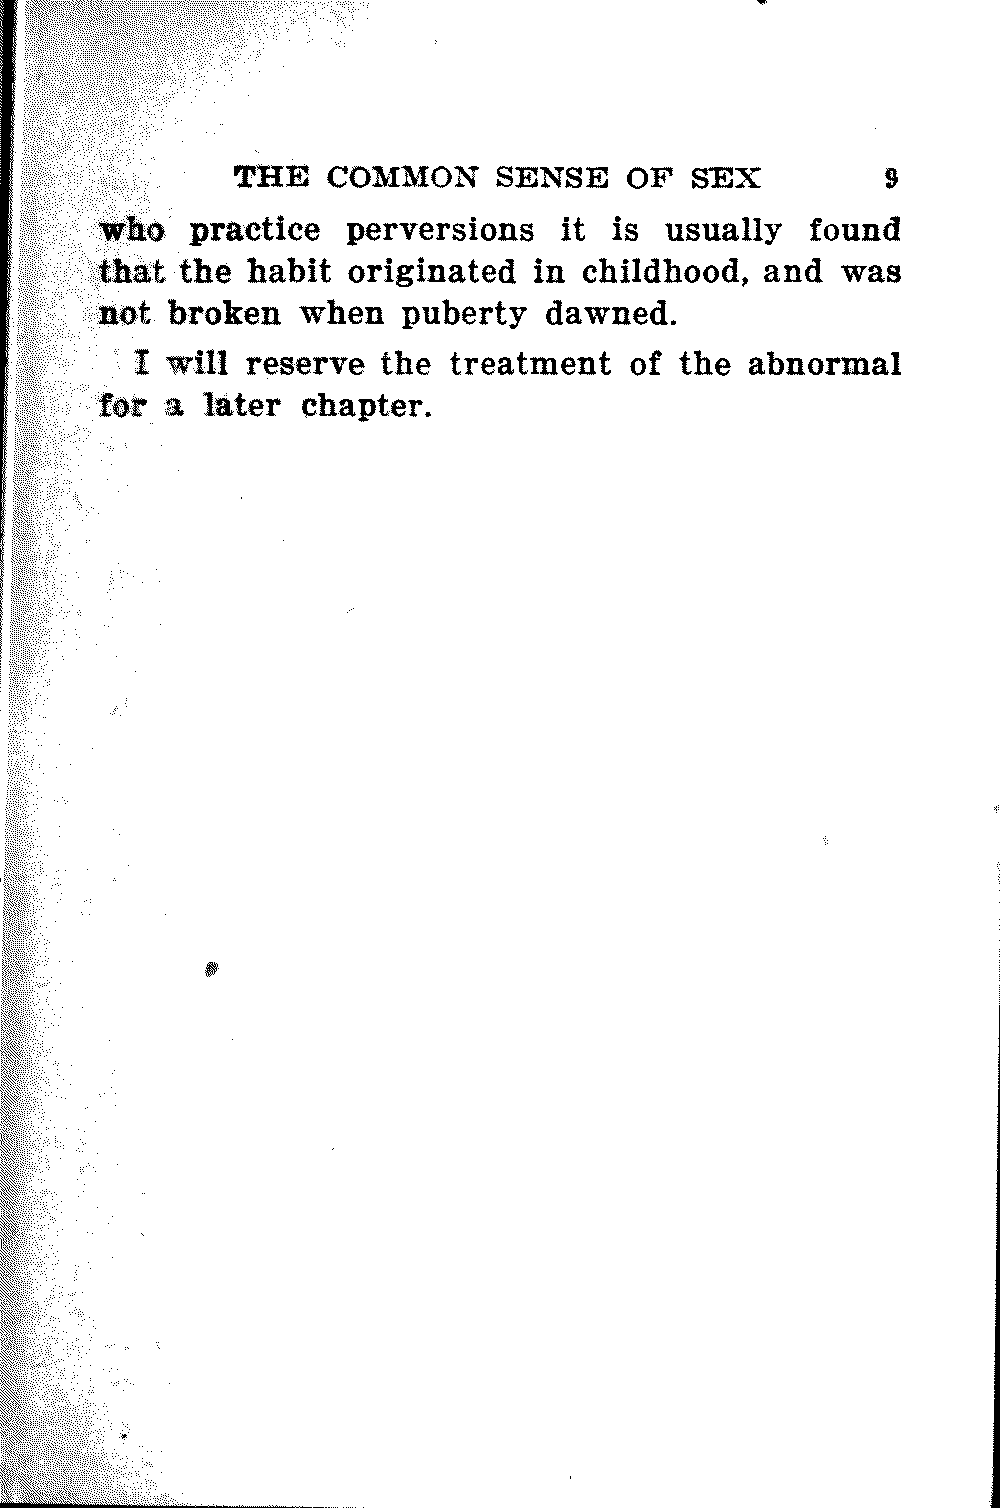 THE COMMON SENSE OF SEX 9
who practice perversions it is usually found
that the habit originated in childhood, and was
not broken when puberty dawned.
I will reserve the treatment of the abnormal
for a later chapter.